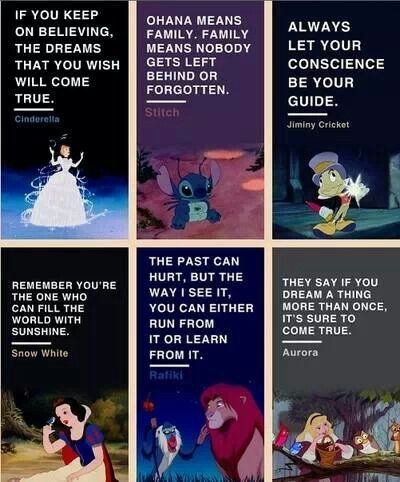 IF YOU KEEP
ON BELIEVING,
THE DREAMS
THAT YOU WISH
WILL COME
TRUE.
Cinderella
OHANA MEANS
FAMILY. FAMILY
MEANS NOBODY
GETS LEFT
BEHIND OR
FORGOTTEN.
Stitch
ALWAYS
LET YOUR
CONSCIENCE
BE YOUR
GUIDE.
Jiminy Cricket
REMEMBER YOU'RE
THE ONE WHO
CAN FILL THE
WORLD WITH
SUNSHINE.
Snow White
THE PAST CAN
HURT, BUT THE
WAY I SEE IT,
YOU CAN EITHER
RUN FROM
IT OR LEARN
FROM IT.
Rafiki
THEY SAY IF YOU
DREAM A THING
MORE THAN ONCE,
IT'S SURE TO
COME TRUE.
Aurora